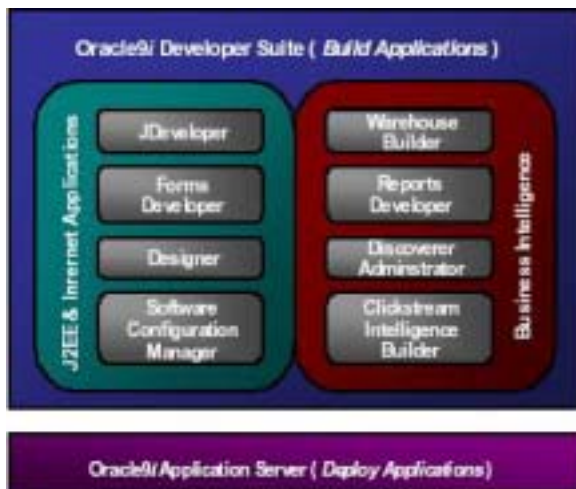 Oracle9i Developer Suite ( Build Applications )
J2EE & Internet Applications
JDeveloper
Forms
Developer
Designer
Software
Configuration
Manager
Warehouse
Builder
Reports
Developer
Discoverer
Adminstrator
Clickstream
Intelligence
Builder
Business Intelligence
Oracle9i Application Server ( Deploy Applications )